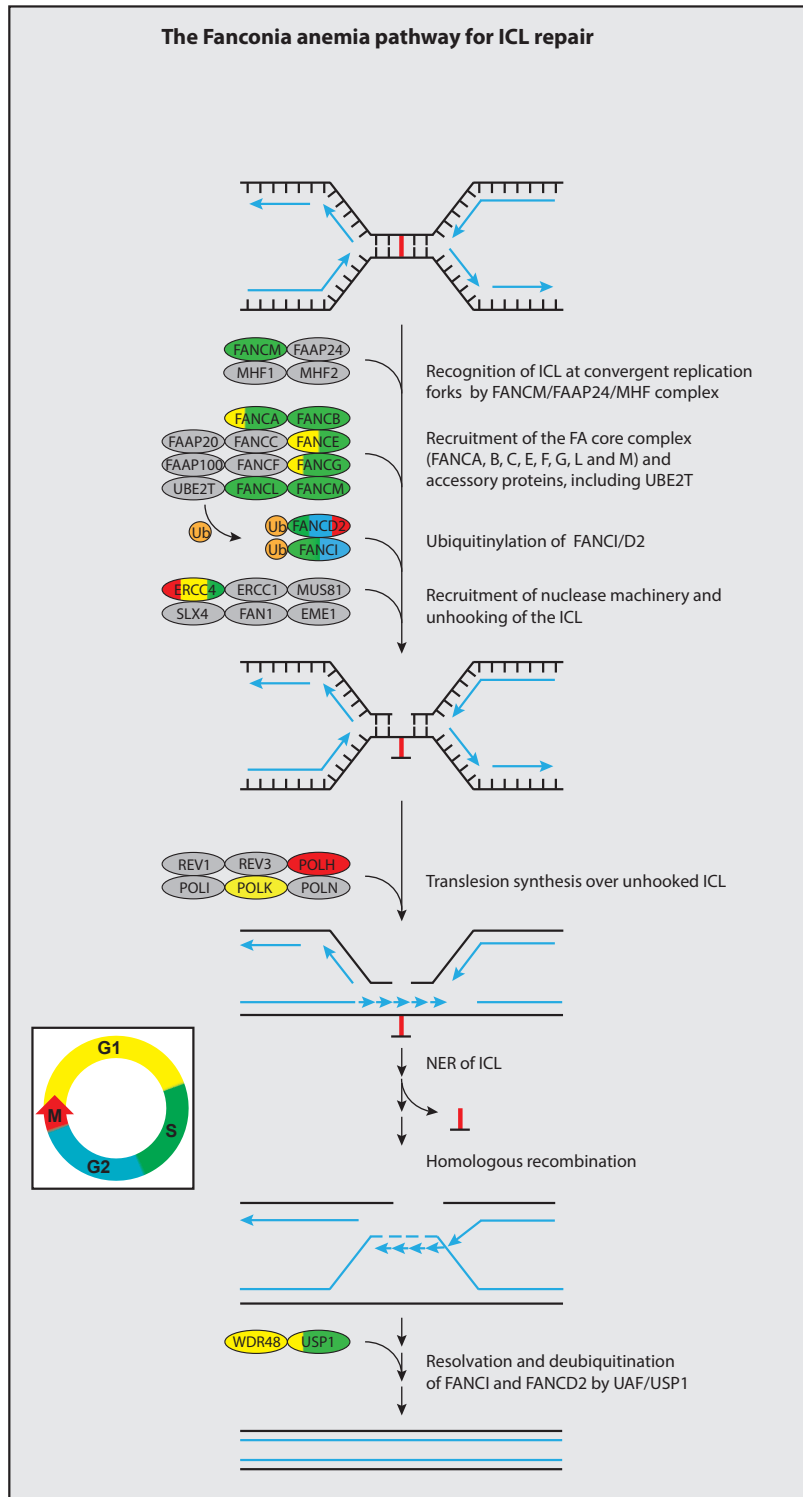 The Fanconia anemia pathway for ICL repair
FANCM FAAP24
MHF1 MHF2
Recognition of ICL at convergent replication
forks by FANCM/FAAP24/MHF complex
FANCA FANCB
FAAP20 FANCC FANCE
FAAP100 FANCF FANCG
UBE2T FANCL FANCM
Recruitment of the FA core complex
(FANCA, B, C, E, F, G, L and M) and
accessory proteins, including UBE2T
Ub
Ub FANCD2
Ub FANCI
Ubiquitinylation of FANCI/D2
ERCC4 ERCC1 MUS81
SLX4 FAN1 EME1
Recruitment of nuclease machinery and
unhooking of the ICL
REV1 REV3 POLH
POLI POLK POLN
Translesion synthesis over unhooked ICL
G1
M
S
G2
NER of ICL
Homologous recombination
WDR48 USP1
Resolvation and deubiquitination
of FANCI and FANCD2 by UAF/USP1